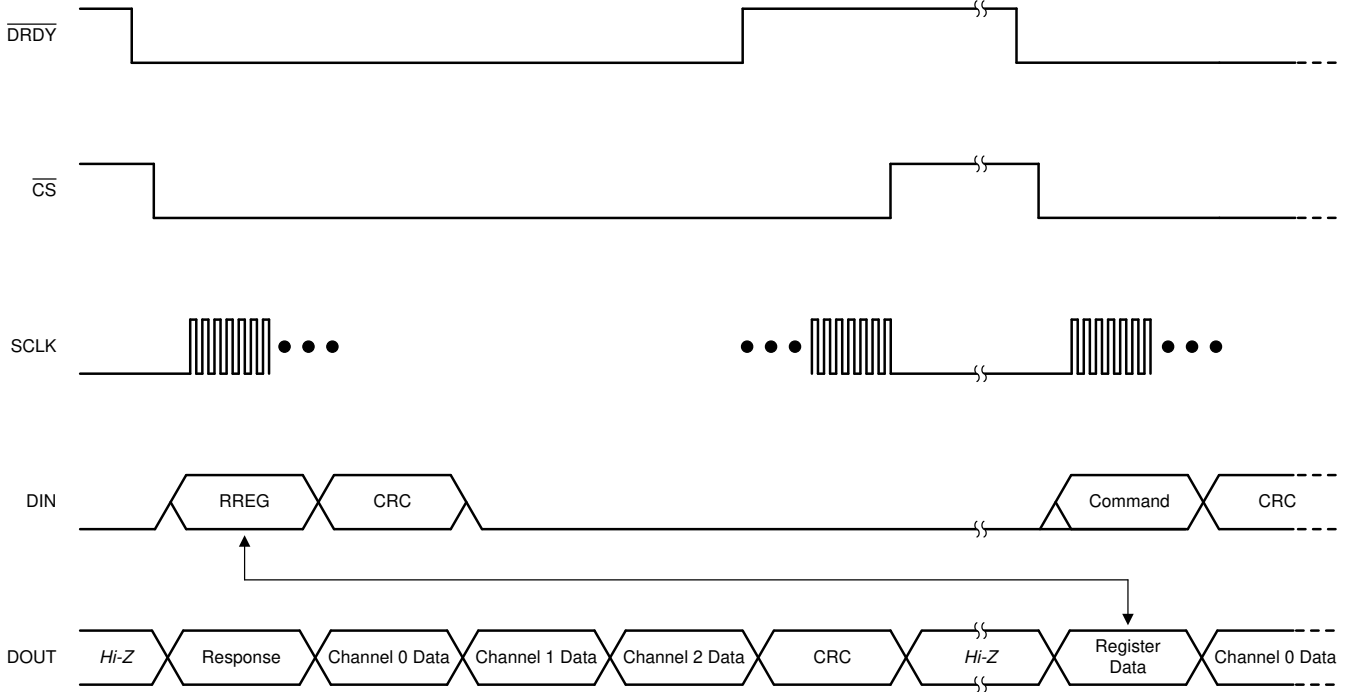 DRDY
CS
SCLK
DIN
RREG
CRC
Command
CRC
DOUT
Hi-Z
Response
Channel 0 Data
Channel 1 Data
Channel 2 Data
CRC
Hi-Z
Register
Data
Channel 0 Data